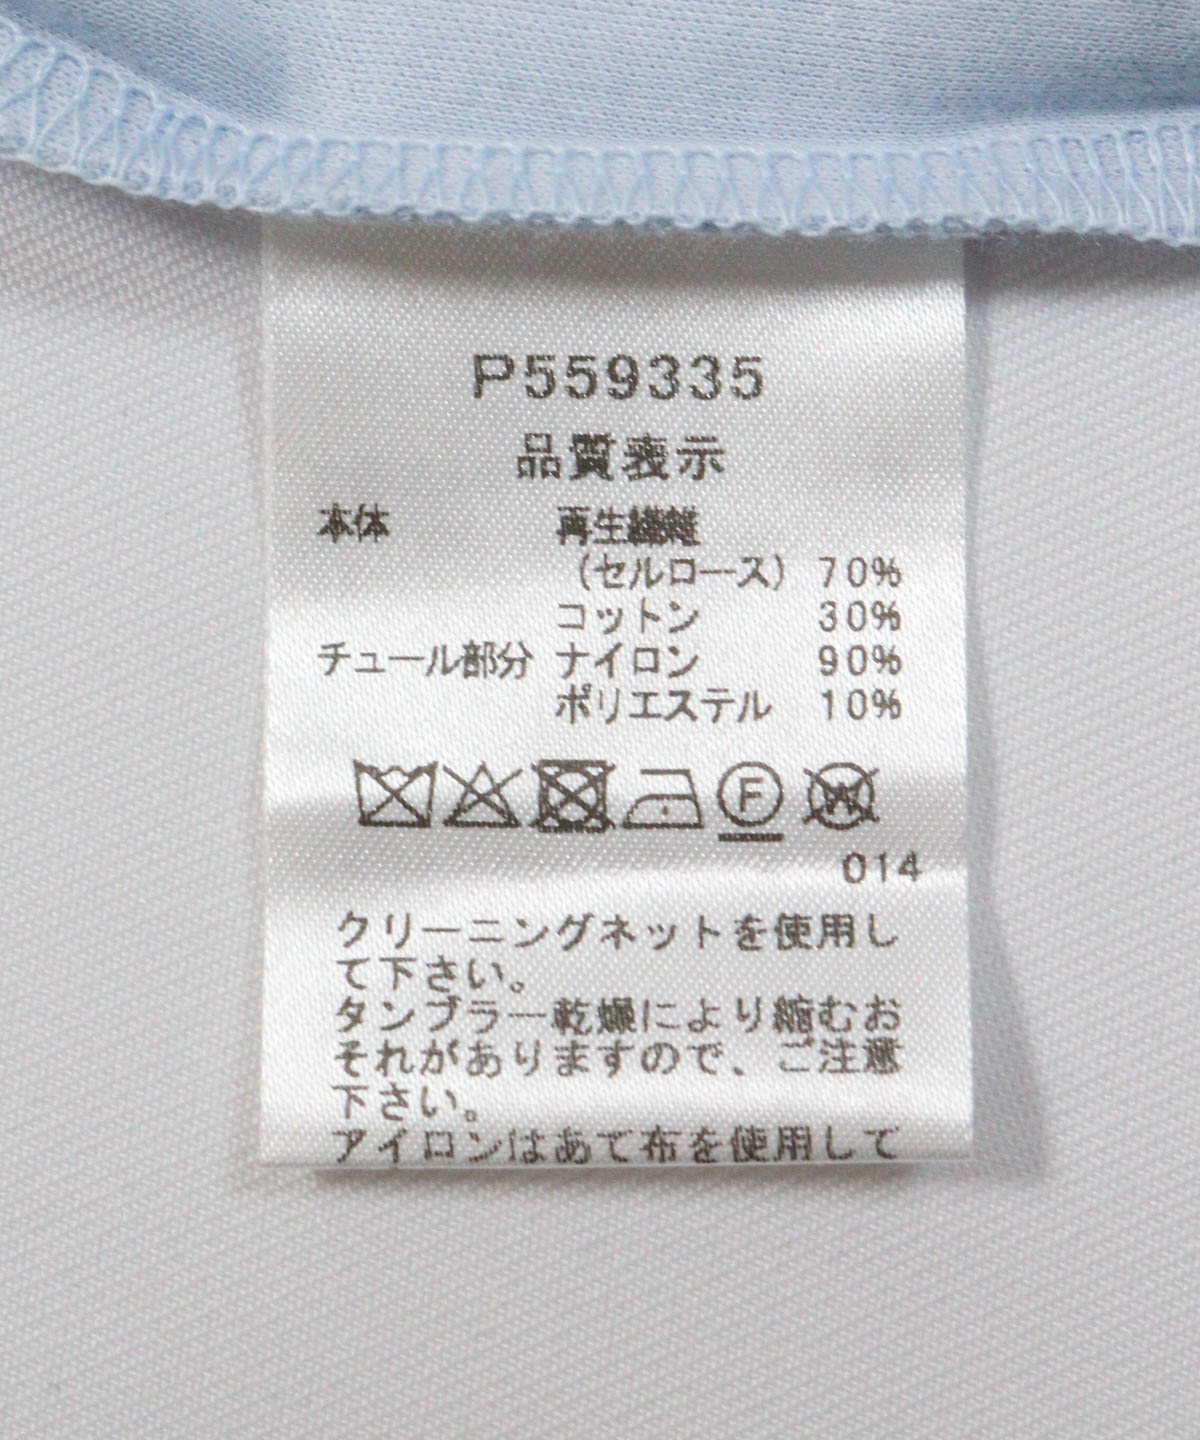 P559335
品質表示
本体 再生繊維
(セルロース) 70%
コットン 30%
チュール部分 ナイロン 90%
ポリエステル 10%
F W
014
クリーニングネットを使用し
て下さい。
タンブラー乾燥により縮むお
それがありますので、ご注意
下さい。
アイロンはあて布を使用して